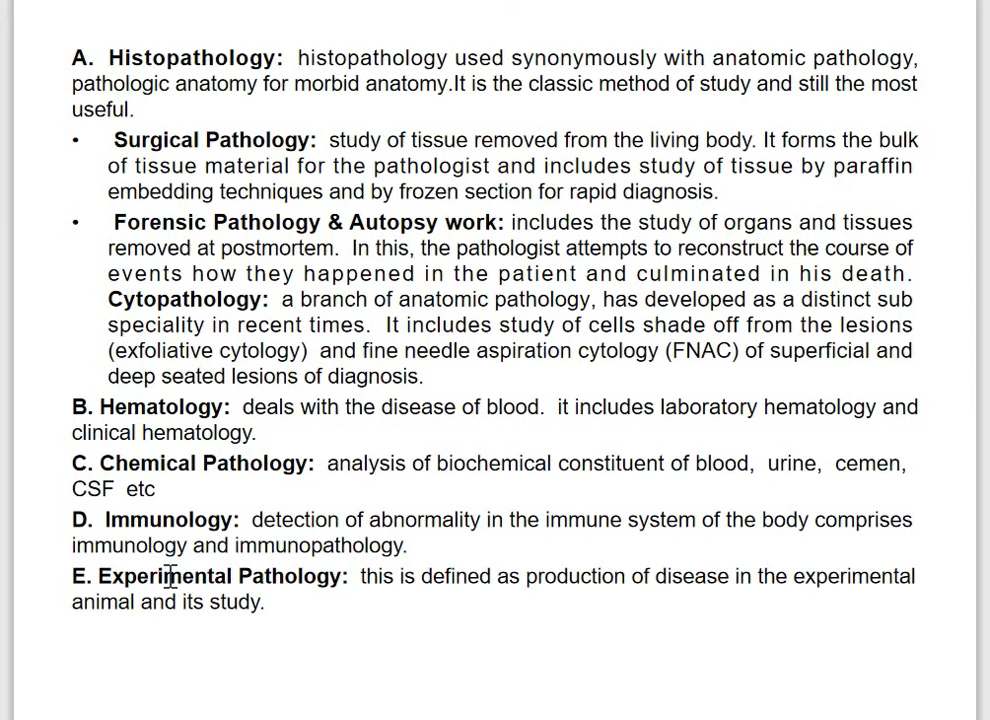 A. Histopathology: histopathology used synonymously with anatomic pathology,
pathologic anatomy for morbid anatomy.It is the classic method of study and still the most
useful.
• Surgical Pathology: study of tissue removed from the living body. It forms the bulk
of tissue material for the pathologist and includes study of tissue by paraffin
embedding techniques and by frozen section for rapid diagnosis.
• Forensic Pathology & Autopsy work: includes the study of organs and tissues
removed at postmortem. In this, the pathologist attempts to reconstruct the course of
events how they happened in the patient and culminated in his death.
Cytopathology: a branch of anatomic pathology, has developed as a distinct sub
speciality in recent times. It includes study of cells shade off from the lesions
(exfoliative cytology) and fine needle aspiration cytology (FNAC) of superficial and
deep seated lesions of diagnosis.
B. Hematology: deals with the disease of blood. it includes laboratory hematology and
clinical hematology.
C. Chemical Pathology: analysis of biochemical constituent of blood, urine, cemen,
CSF etc
D. Immunology: detection of abnormality in the immune system of the body comprises
immunology and immunopathology.
E. Experimental Pathology: this is defined as production of disease in the experimental
animal and its study.